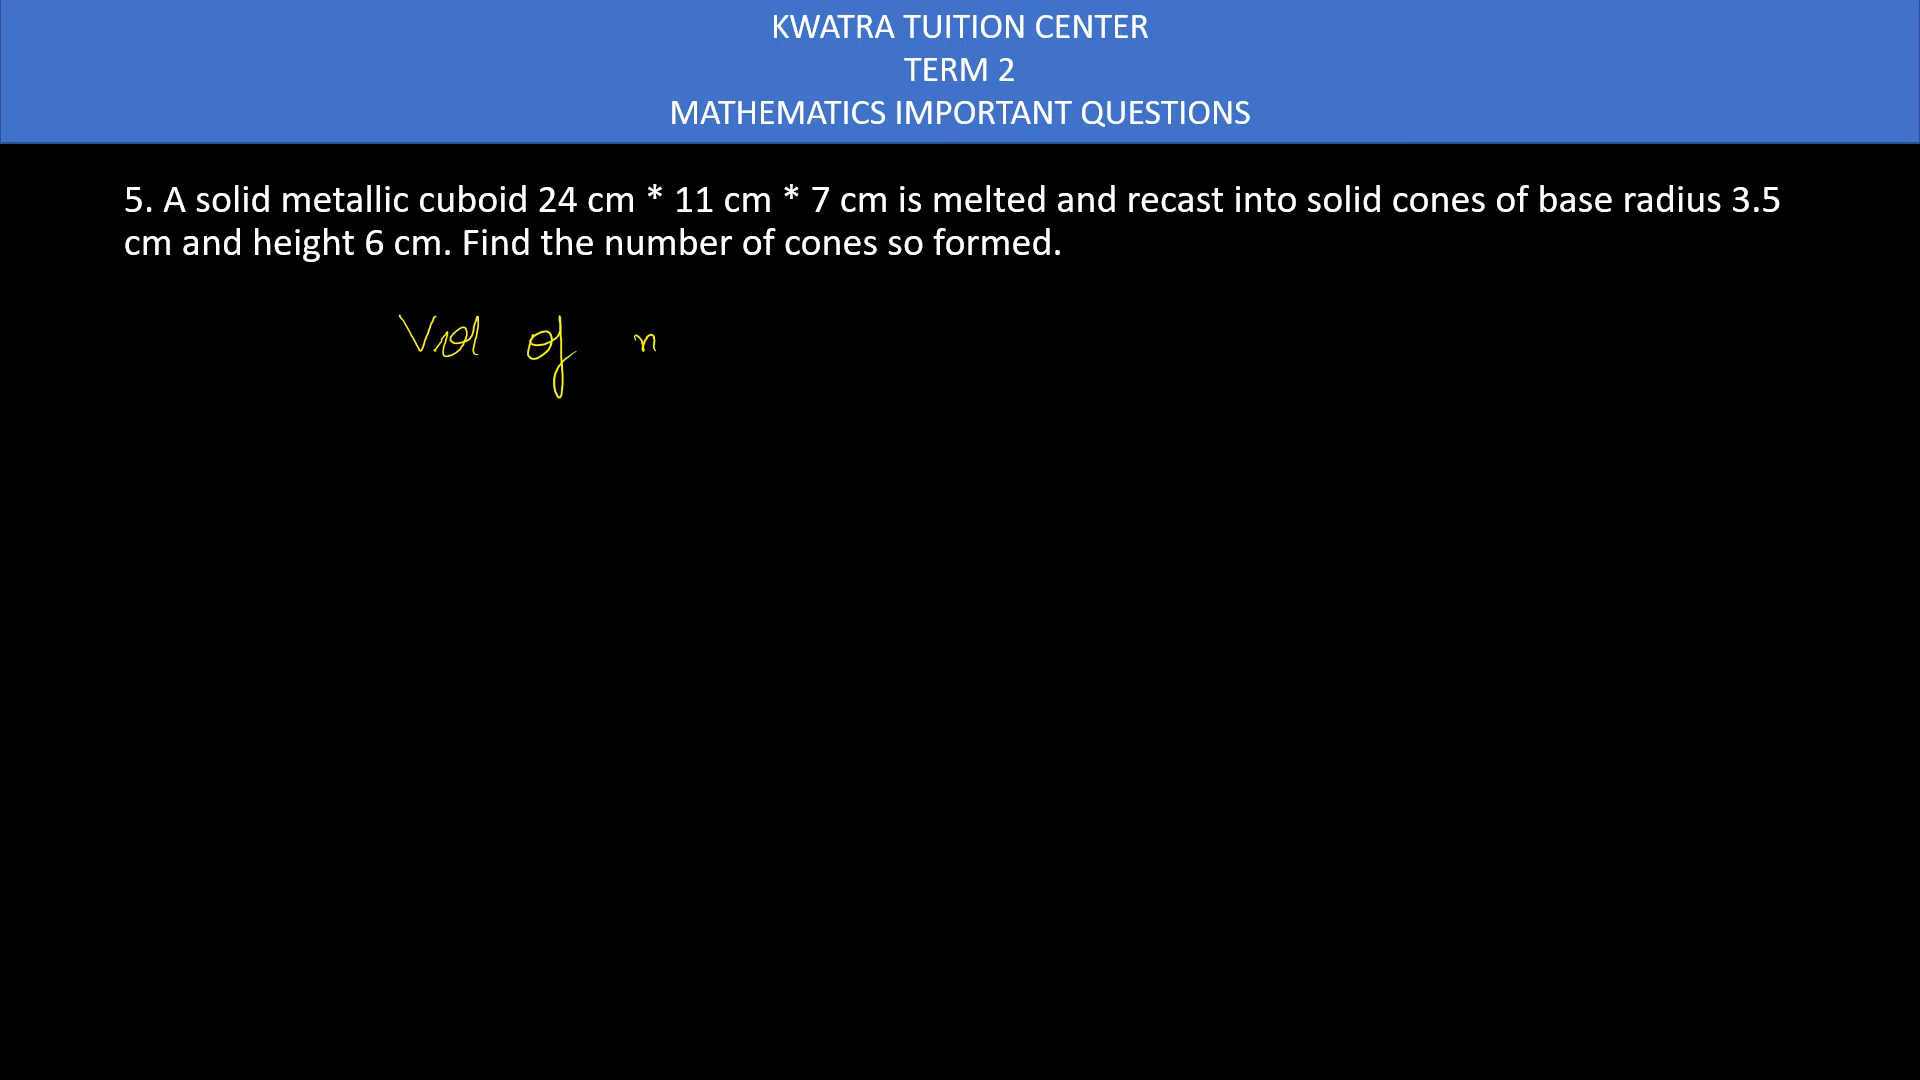 KWATRA TUITION CENTER
TERM 2
MATHEMATICS IMPORTANT QUESTIONS
5. A solid metallic cuboid 24 cm * 11 cm * 7 cm is melted and recast into solid cones of base radius 3.5
cm and height 6 cm. Find the number of cones so formed.
Vol of n